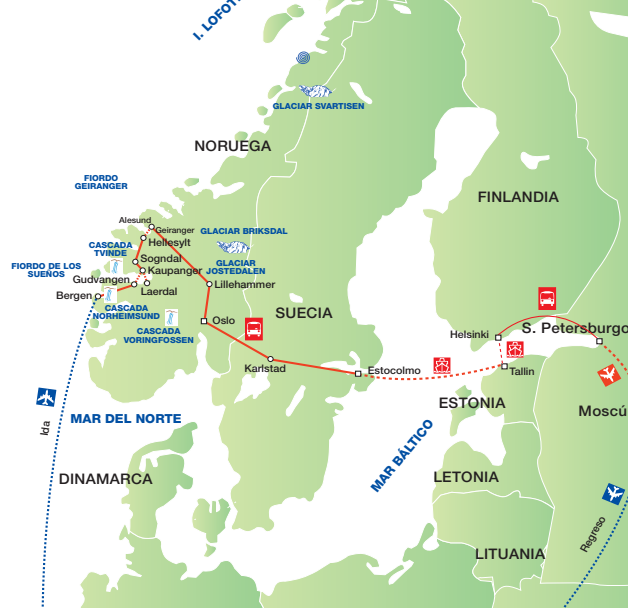 I. LOFOT
GLACIAR SVARTISEN
NORUEGA
FIORDO
GEIRANGER
FINLANDIA
Alesund
Geiranger
Hellesylt
GLACIAR BRIKSDAL
CASCADA
TVINDE
Sogndal
GLACIAR
JOSTEDALEN
FIORDO DE LOS
SUEÑOS
Kaupanger
Gudvangen
Laerdal
Lillehammer
Bergen
CASCADA
NORHEIMSUND
SUECIA
Oslo
CASCADA
VORINGFOSSEN
Helsinki
S. Petersburgo
Karlstad
Estocolmo
Tallin
ESTONIA
Moscú
Ida
MAR DEL NORTE
MAR BÁLTICO
DINAMARCA
LETONIA
Regreso
LITUANIA